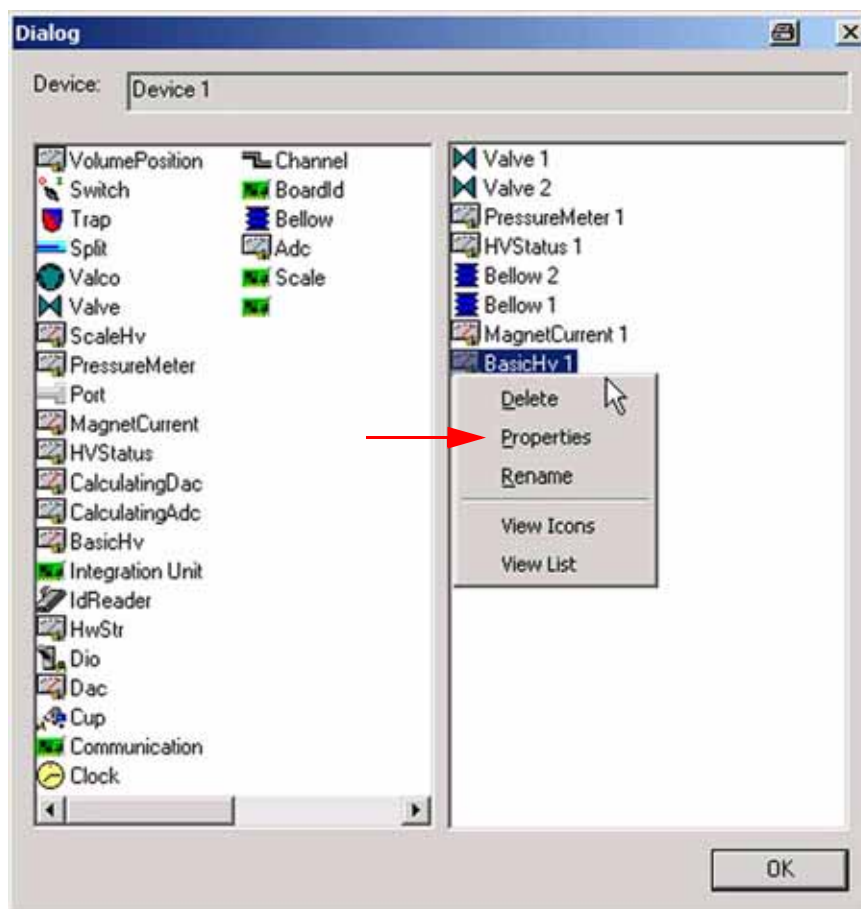 Dialog
Device: Device 1
VolumePosition
Switch
Trap
Split
Valco
Valve
ScaleHv
PressureMeter
Port
MagnetCurrent
HVStatus
CalculatingDac
CalculatingAdc
BasicHv
Integration Unit
IdReader
HwStr
Dio
Dac
Cup
Communication
Clock
Channel
BoardId
Bellow
Adc
Scale
Valve 1
Valve 2
PressureMeter 1
HVStatus 1
Bellow 2
Bellow 1
MagnetCurrent 1
BasicHv 1
Delete
Properties
Rename
View Icons
View List
OK